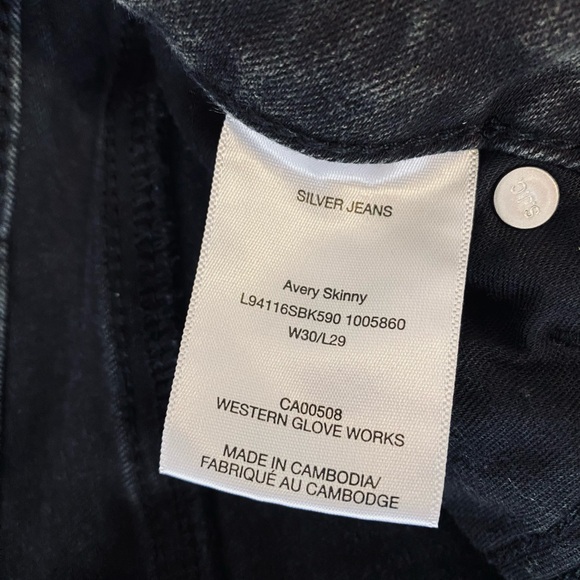 SILVER JEANS
Avery Skinny
L94116SBK590 1005860
W30/L29
CA00508
WESTERN GLOVE WORKS
MADE IN CAMBODIA/
FABRIQUÉ AU CAMBODGE